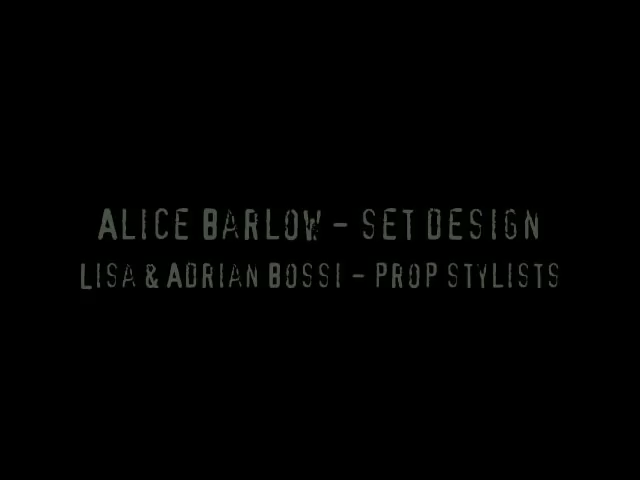 Alice Barlow – set design
Lisa & Adrian Bossi – prop stylists